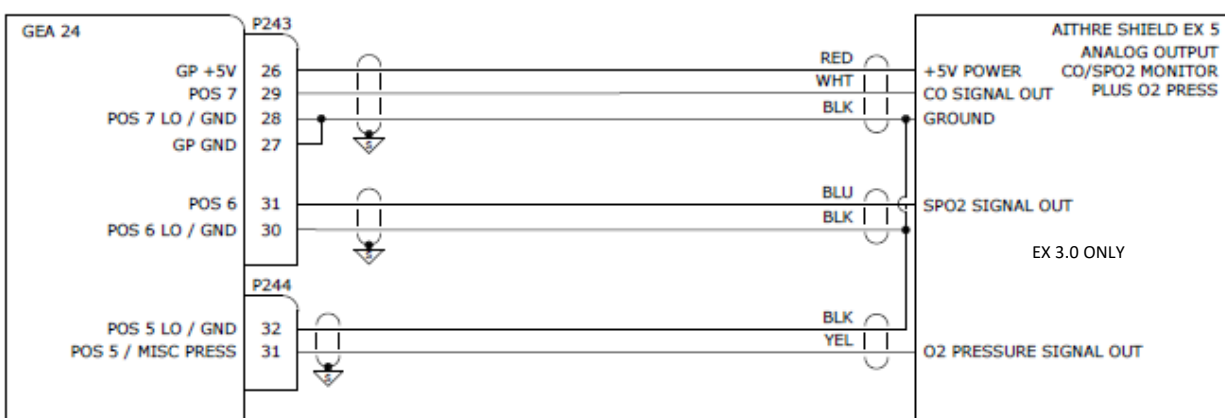 GEA 24
P243
AITHRE SHIELD EX 5
ANALOG OUTPUT
CO/SPO2 MONITOR
PLUS O2 PRESS
GP +5V 26 RED +5V POWER
POS 7 29 WHT CO SIGNAL OUT
POS 7 LO / GND 28 BLK GROUND
GP GND 27
S
POS 6 31 BLU SPO2 SIGNAL OUT
POS 6 LO / GND 30 BLK
S
EX 3.0 ONLY
P244
POS 5 LO / GND 32 BLK
POS 5 / MISC PRESS 31 YEL O2 PRESSURE SIGNAL OUT
S